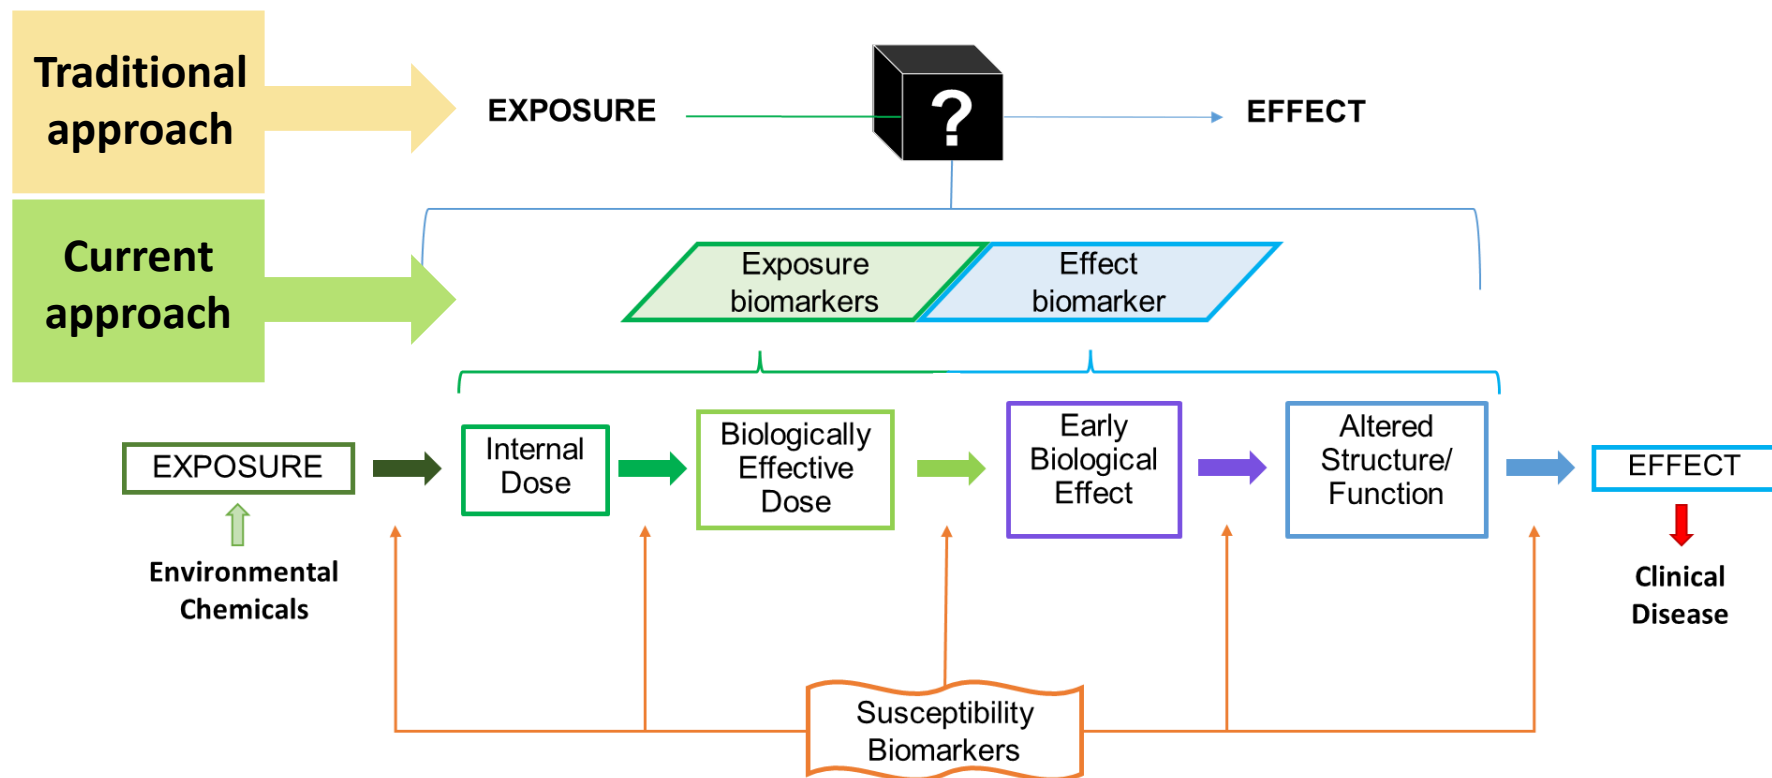 Traditional
approach
EXPOSURE
?
EFFECT
Current
approach
Exposure
biomarkers
Effect
biomarker
EXPOSURE
Internal
Dose
Biologically
Effective
Dose
Early
Biological
Effect
Altered
Structure/
Function
EFFECT
Environmental
Chemicals
Clinical
Disease
Susceptibility
Biomarkers